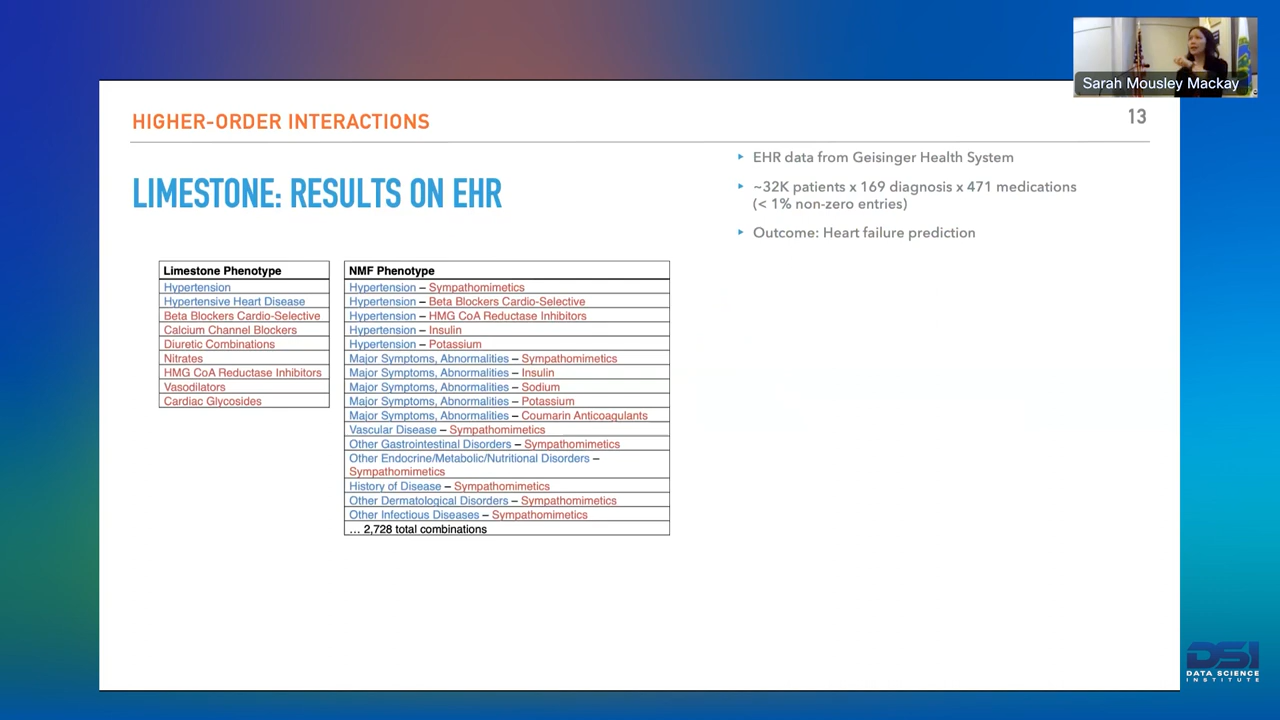 Sarah Mousley Mackay
HIGHER-ORDER INTERACTIONS
13
LIMESTONE: RESULTS ON EHR
▸ EHR data from Geisinger Health System
▸ ~32K patients x 169 diagnosis x 471 medications
(< 1% non-zero entries)
▸ Outcome: Heart failure prediction
Limestone Phenotype
Hypertension
Hypertensive Heart Disease
Beta Blockers Cardio-Selective
Calcium Channel Blockers
Diuretic Combinations
Nitrates
HMG CoA Reductase Inhibitors
Vasodilators
Cardiac Glycosides
NMF Phenotype
Hypertension – Sympathomimetics
Hypertension – Beta Blockers Cardio-Selective
Hypertension – HMG CoA Reductase Inhibitors
Hypertension – Insulin
Hypertension – Potassium
Major Symptoms, Abnormalities – Sympathomimetics
Major Symptoms, Abnormalities – Insulin
Major Symptoms, Abnormalities – Sodium
Major Symptoms, Abnormalities – Potassium
Major Symptoms, Abnormalities – Coumarin Anticoagulants
Vascular Disease – Sympathomimetics
Other Gastrointestinal Disorders – Sympathomimetics
Other Endocrine/Metabolic/Nutritional Disorders –
Sympathomimetics
History of Disease – Sympathomimetics
Other Dermatological Disorders – Sympathomimetics
Other Infectious Diseases – Sympathomimetics
... 2,728 total combinations
DSI
DATA SCIENCE
INSTITUTE